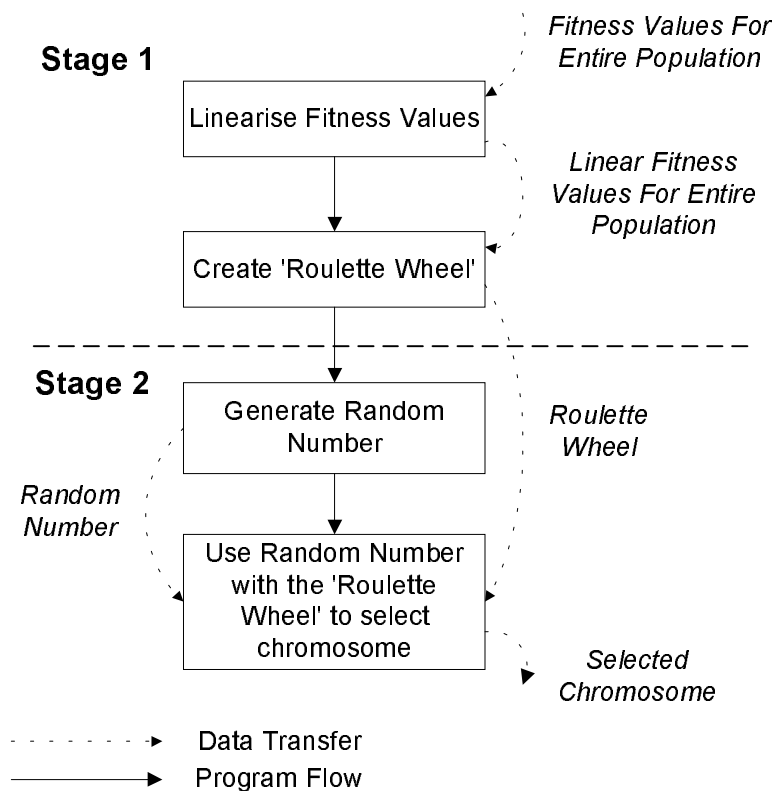 Stage 1
Fitness Values For
Entire Population
Linearise Fitness Values
Linear Fitness
Values For Entire
Population
Create 'Roulette Wheel'
Stage 2
Generate Random
Number
Roulette
Wheel
Random
Number
Use Random Number
with the 'Roulette
Wheel' to select
chromosome
Selected
Chromosome
Data Transfer
Program Flow